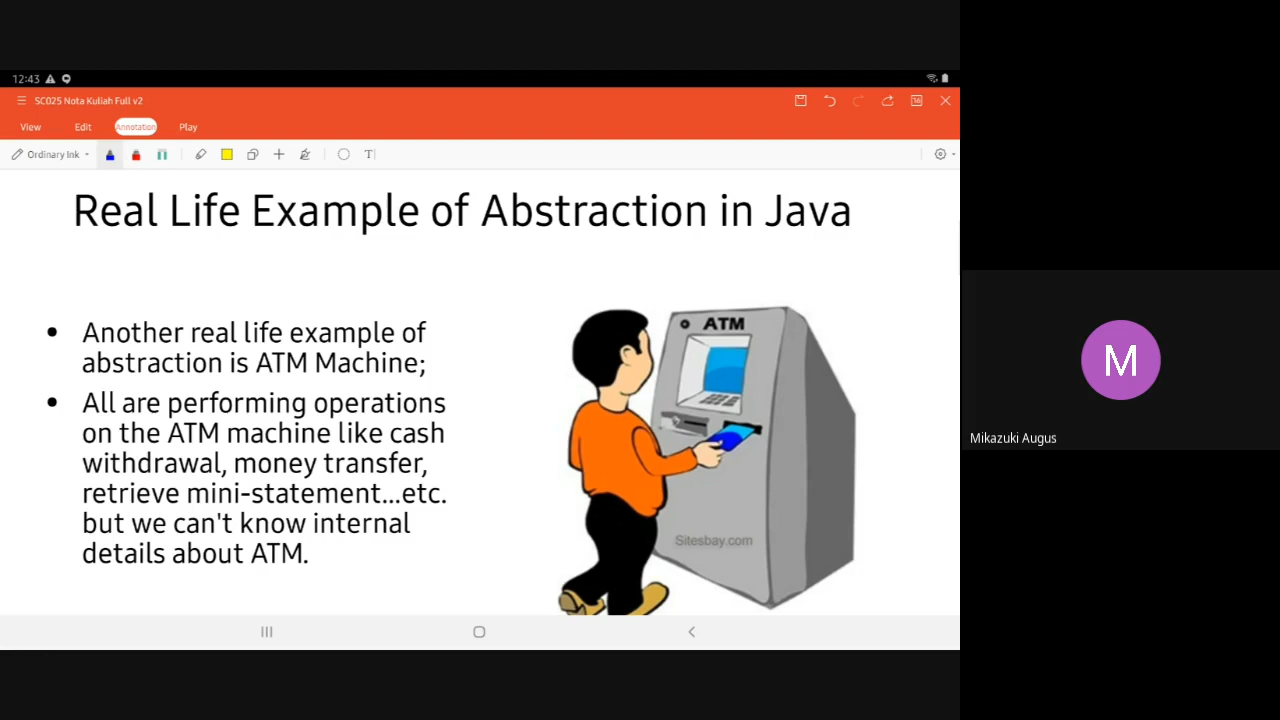 12:43
SC025 Nota Kuliah Full v2
16
View
Edit
Annotation
Play
Ordinary Ink
T
Real Life Example of Abstraction in Java
• Another real life example of
abstraction is ATM Machine;
• All are performing operations
on the ATM machine like cash
withdrawal, money transfer,
retrieve mini-statement...etc.
but we can't know internal
details about ATM.
ATM
Sitesbay.com
M
Mikazuki Augus